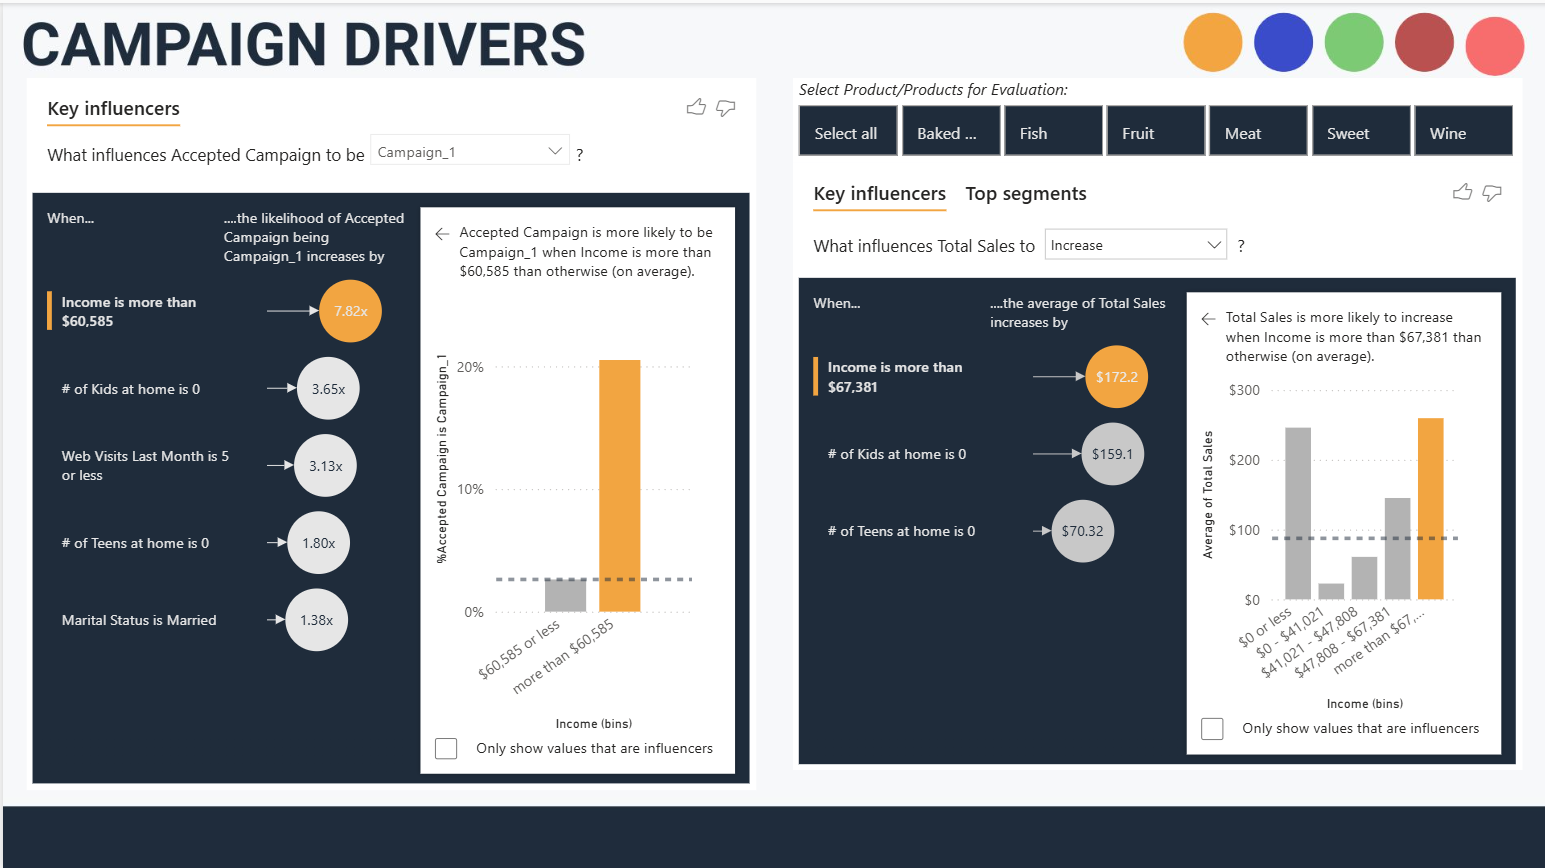 CAMPAIGN DRIVERS
Key influencers
What influences Accepted Campaign to be Campaign_1 ?
When...
....the likelihood of Accepted
Campaign being
Campaign_1 increases by
Income is more than
$60,585
7.82x
# of Kids at home is 0
3.65x
Web Visits Last Month is 5
or less
3.13x
# of Teens at home is 0
1.80x
Marital Status is Married
1.38x
Accepted Campaign is more likely to be
Campaign_1 when Income is more than
$60,585 than otherwise (on average).
%Accepted Campaign is Campaign_1
20%
10%
0%
$60,585 or less
more than $60,585
Income (bins)
Only show values that are influencers
Select Product/Products for Evaluation:
Select all
Baked ...
Fish
Fruit
Meat
Sweet
Wine
Key influencers
Top segments
What influences Total Sales to Increase ?
When...
....the average of Total Sales
increases by
Income is more than
$67,381
$172.2
# of Kids at home is 0
$159.1
# of Teens at home is 0
$70.32
Total Sales is more likely to increase
when Income is more than $67,381 than
otherwise (on average).
Average of Total Sales
$300
$200
$100
$0
$0 or less
$0 - $41,021
$41,021 - $47,808
$47,808 - $67,381
more than $67,...
Income (bins)
Only show values that are influencers